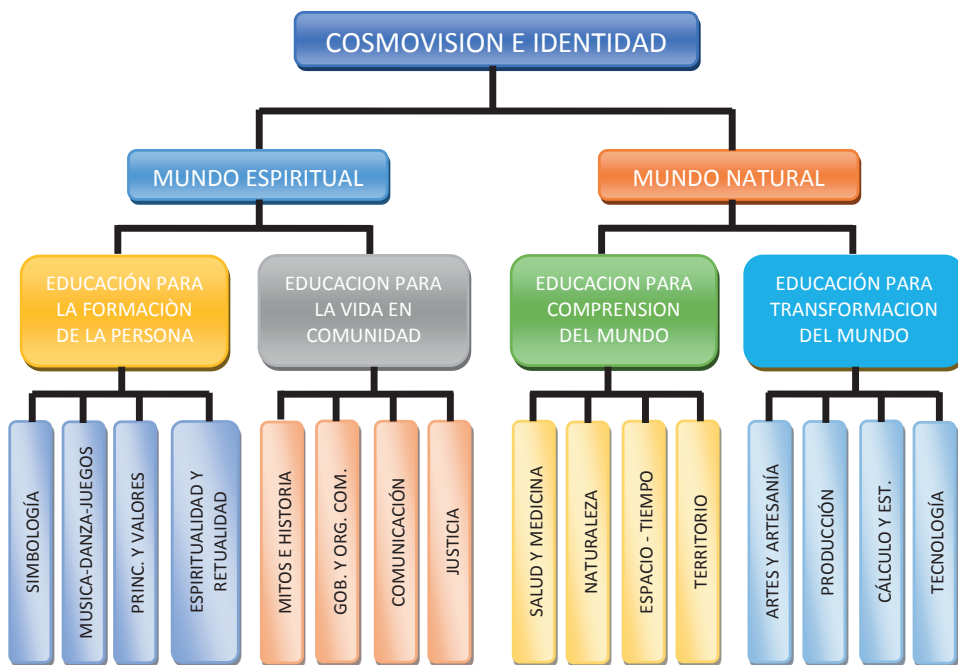 COSMOVISION E IDENTIDAD
MUNDO ESPIRITUAL
MUNDO NATURAL
EDUCACIÓN PARA
LA FORMACIÒN
DE LA PERSONA
EDUCACION PARA
LA VIDA EN
COMUNIDAD
EDUCACION PARA
COMPRENSION
DEL MUNDO
EDUCACIÓN PARA
TRANSFORMACION
DEL MUNDO
SIMBOLOGÍA
MUSICA-DANZA-JUEGOS
PRINC. Y VALORES
ESPIRITUALIDAD Y
RETUALIDAD
MITOS E HISTORIA
GOB. Y ORG. COM.
COMUNICACIÓN
JUSTICIA
SALUD Y MEDICINA
NATURALEZA
ESPACIO - TIEMPO
TERRITORIO
ARTES Y ARTESANÍA
PRODUCCIÓN
CÁLCULO Y EST.
TECNOLOGÍA